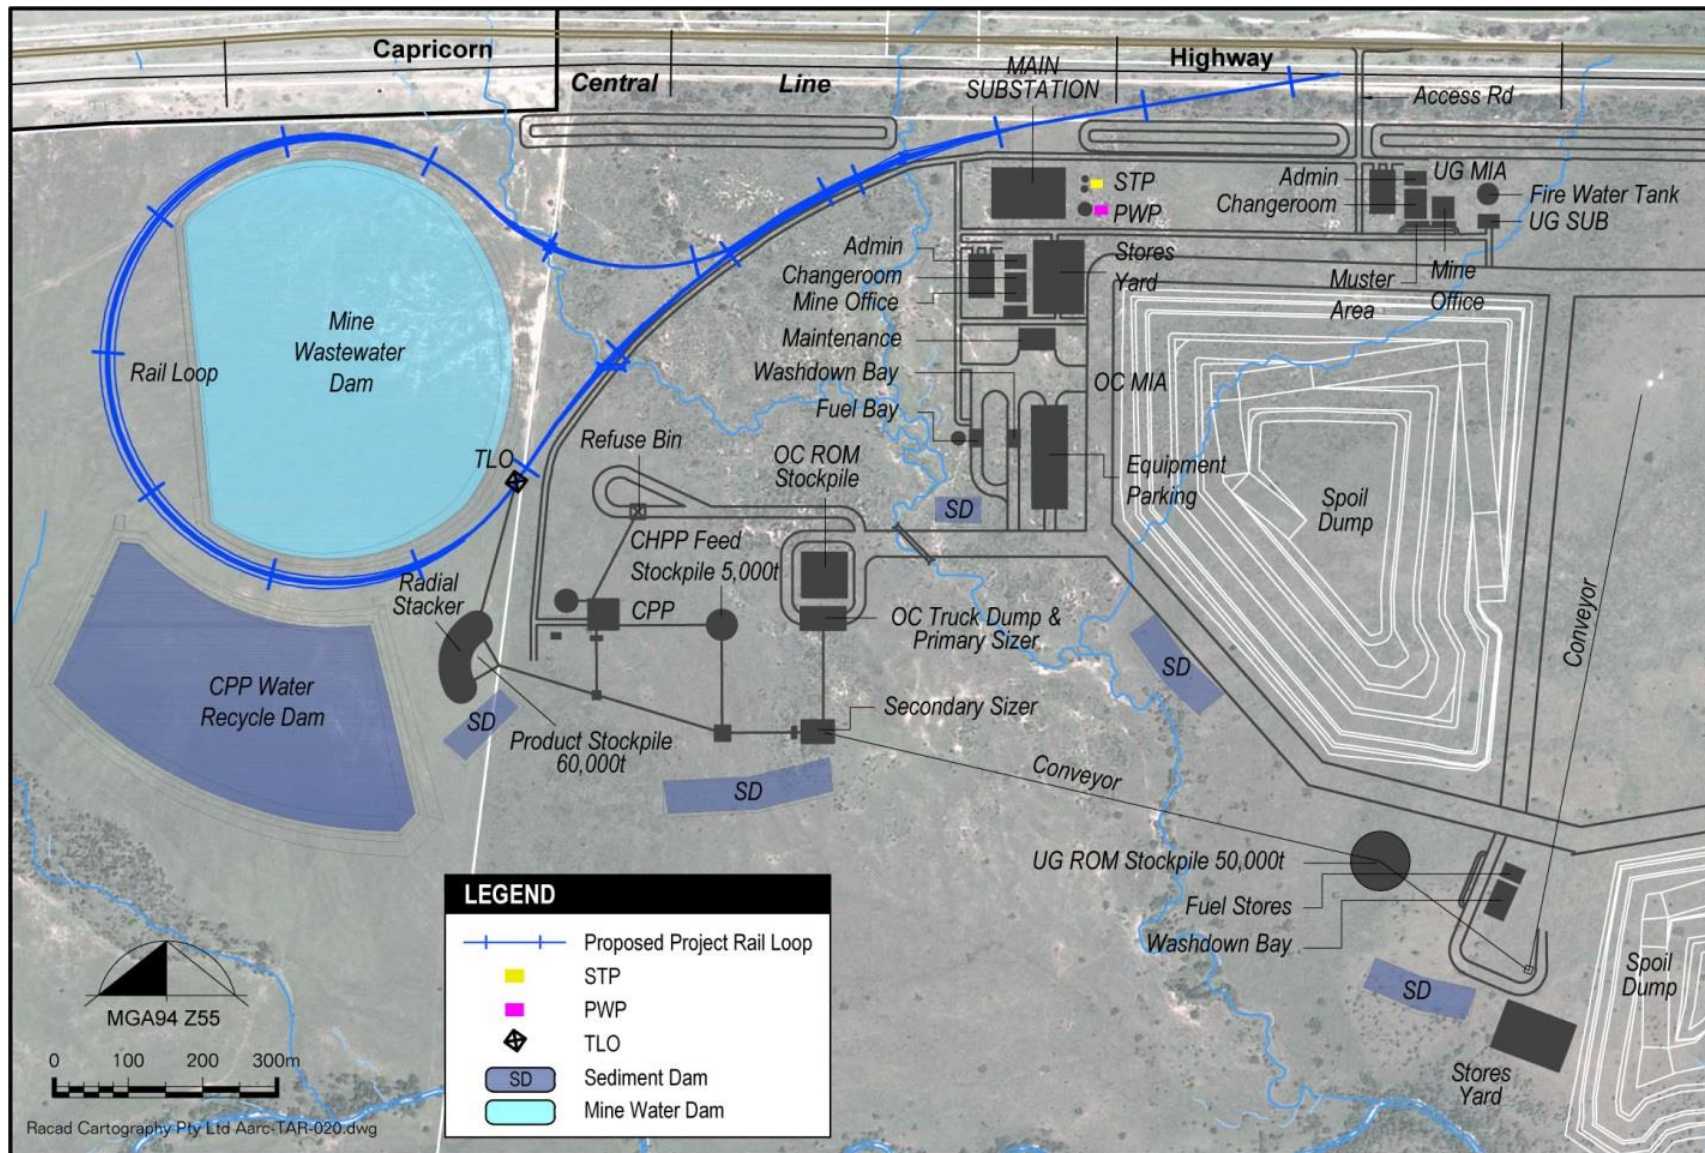 Capricorn
Highway
Central
Line
MAIN
SUBSTATION
Access Rd
STP
PWP
Admin
Changeroom
UG MIA
Fire Water Tank
UG SUB
Muster
Area
Mine
Office
Admin
Changeroom
Mine Office
Stores
Yard
Maintenance
Washdown Bay
Fuel Bay
OC MIA
Equipment
Parking
Mine
Wastewater
Dam
Rail Loop
TLO
Refuse Bin
OC ROM
Stockpile
SD
Spoil
Dump
CHPP Feed
Stockpile 5,000t
Radial
Stacker
CPP
OC Truck Dump &
Primary Sizer
SD
Conveyor
CPP Water
Recycle Dam
SD
Product Stockpile
60,000t
Secondary Sizer
SD
Conveyor
UG ROM Stockpile 50,000t
Fuel Stores
Washdown Bay
SD
Spoil
Dump
Stores
Yard
LEGEND
Proposed Project Rail Loop
STP
PWP
TLO
SD
Sediment Dam
Mine Water Dam
MGA94 Z55
0 100 200 300m
Racad Cartography Pty Ltd Aarc-TAR-020.dwg